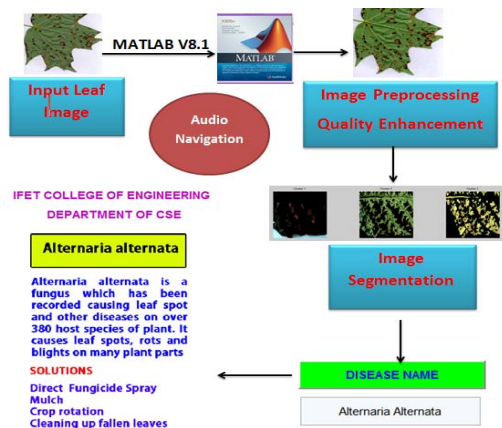 MATLAB V8.1
MATLAB
Input Leaf
Image
Audio
Navigation
Image Preprocessing
Quality Enhancement
IFET COLLEGE OF ENGINEERING
DEPARTMENT OF CSE
Alternaria alternata
Alternaria alternata is a
fungus which has been
recorded causing leaf spot
and other diseases on over
380 host species of plant. It
causes leaf spots, rots and
blights on many plant parts
SOLUTIONS
Direct Fungicide Spray
Mulch
Crop rotation
Cleaning up fallen leaves
Image
Segmentation
DISEASE NAME
Alternaria Alternata